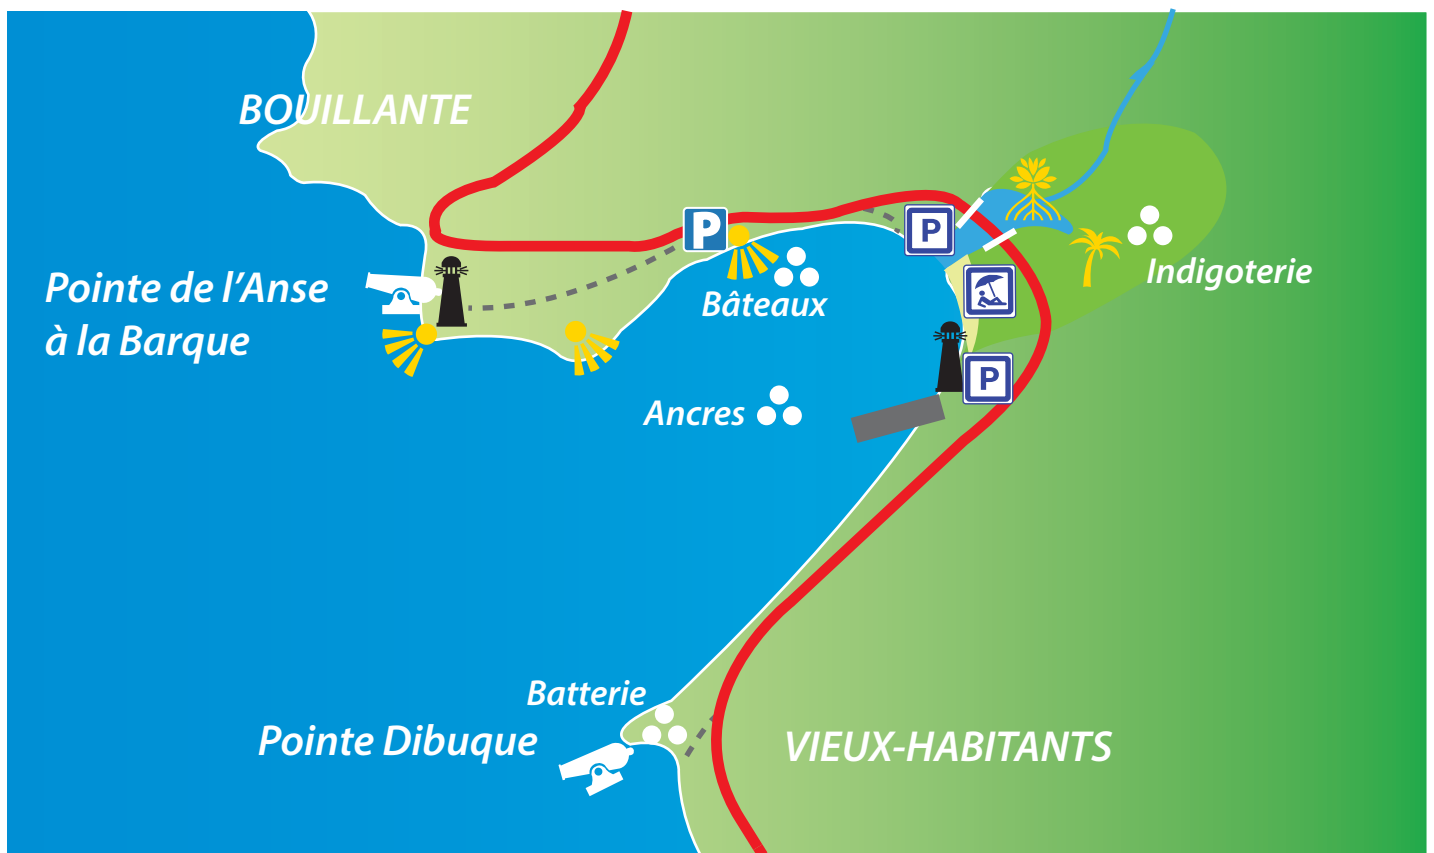 BOUILLANTE
P
P
Indigoterie
Pointe de l'Anse
à la Barque
Bâteaux
P
Ancres
Batterie
Pointe Dibuque
VIEUX-HABITANTS